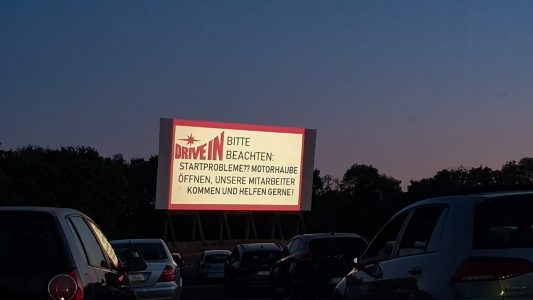 DRIVE IN BITTE
BEACHTEN:
STARTPROBLEME?? MOTORHAUBE
ÖFFNEN, UNSERE MITARBEITER
KOMMEN UND HELFEN GERNE!